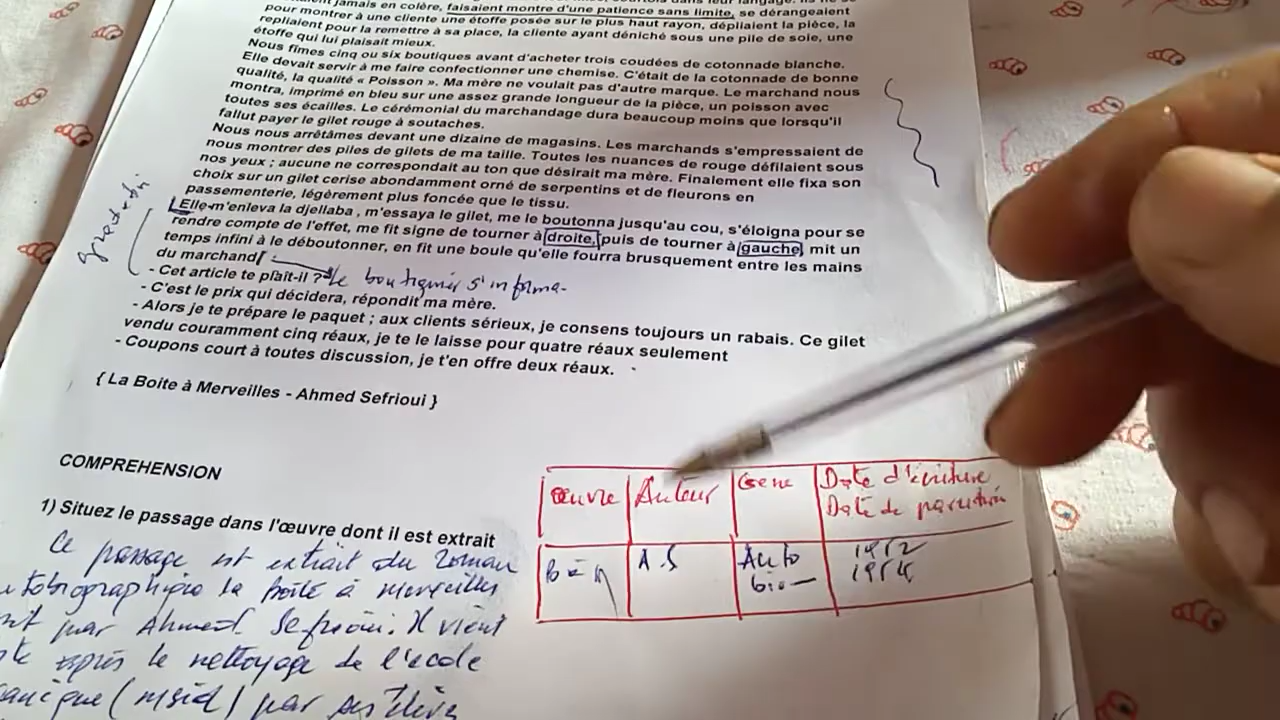 jamais en colère, faisaient montre d'une patience sans limite, se dérangeaient
pour montrer à une cliente une étoffe posée sur le plus haut rayon, dépliaient la pièce, la
repliaient pour la remettre à sa place, la cliente ayant déniché sous une pile de soie, une
étoffe qui lui plaisait mieux.
Nous fîmes cinq ou six boutiques avant d'acheter trois coudées de cotonnade blanche.
Elle devait servir à me faire confectionner une chemise. C'était de la cotonnade de bonne
qualité, la qualité « Poisson ». Ma mère ne voulait pas d'autre marque. Le marchand nous
montra, imprimé en bleu sur une assez grande longueur de la pièce, un poisson avec
toutes ses écailles. Le cérémonial du marchandage dura beaucoup moins que lorsqu'il
fallut payer le gilet rouge à soutaches.
Nous nous arrêtâmes devant une dizaine de magasins. Les marchands s'empressaient de
nous montrer des piles de gilets de ma taille. Toutes les nuances de rouge défilaient sous
nos yeux ; aucune ne correspondait au ton que désirait ma mère. Finalement elle fixa son
choix sur un gilet cerise abondamment orné de serpentins et de fleurons en
passementerie, légèrement plus foncée que le tissu.
Elle m'enleva la djellaba , m'essaya le gilet, me le boutonna jusqu'au cou, s'éloigna pour se
rendre compte de l'effet, me fit signe de tourner à droite, puis de tourner à gauche, mit un
temps infini à le déboutonner, en fit une boule qu'elle fourra brusquement entre les mains
du marchand
- Cet article te plaît-il ? le boutiquier s'informa-
- C'est le prix qui décidera, répondit ma mère.
- Alors je te prépare le paquet ; aux clients sérieux, je consens toujours un rabais. Ce gilet
vendu couramment cinq réaux, je te le laisse pour quatre réaux seulement
- Coupons court à toutes discussion, je t'en offre deux réaux.
{ La Boite à Merveilles - Ahmed Sefrioui }
COMPREHENSION
1) Situez le passage dans l'œuvre dont il est extrait
Ce passage est extrait du roman
autobiographique la boîte à merveilles
par Ahmed Sefrioui. Il vient
après le nettoyage de l'école
(msid) par ses élèves
œuvre Auteur Genre Date d'écriture
Date de parution
B à M A.S Auto 1952
bio- 1954